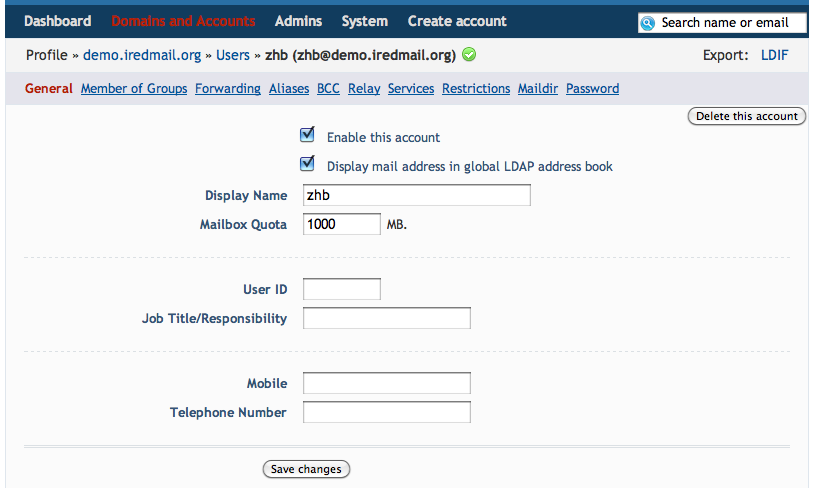 Dashboard Domains and Accounts Admins System Create account Search name or email
Profile » demo.iredmail.org » Users » zhb (zhb@demo.iredmail.org) Export: LDIF
General Member of Groups Forwarding Aliases BCC Relay Services Restrictions Maildir Password
Delete this account
Enable this account
Display mail address in global LDAP address book
Display Name zhb
Mailbox Quota 1000 MB.
User ID
Job Title/Responsibility
Mobile
Telephone Number
Save changes